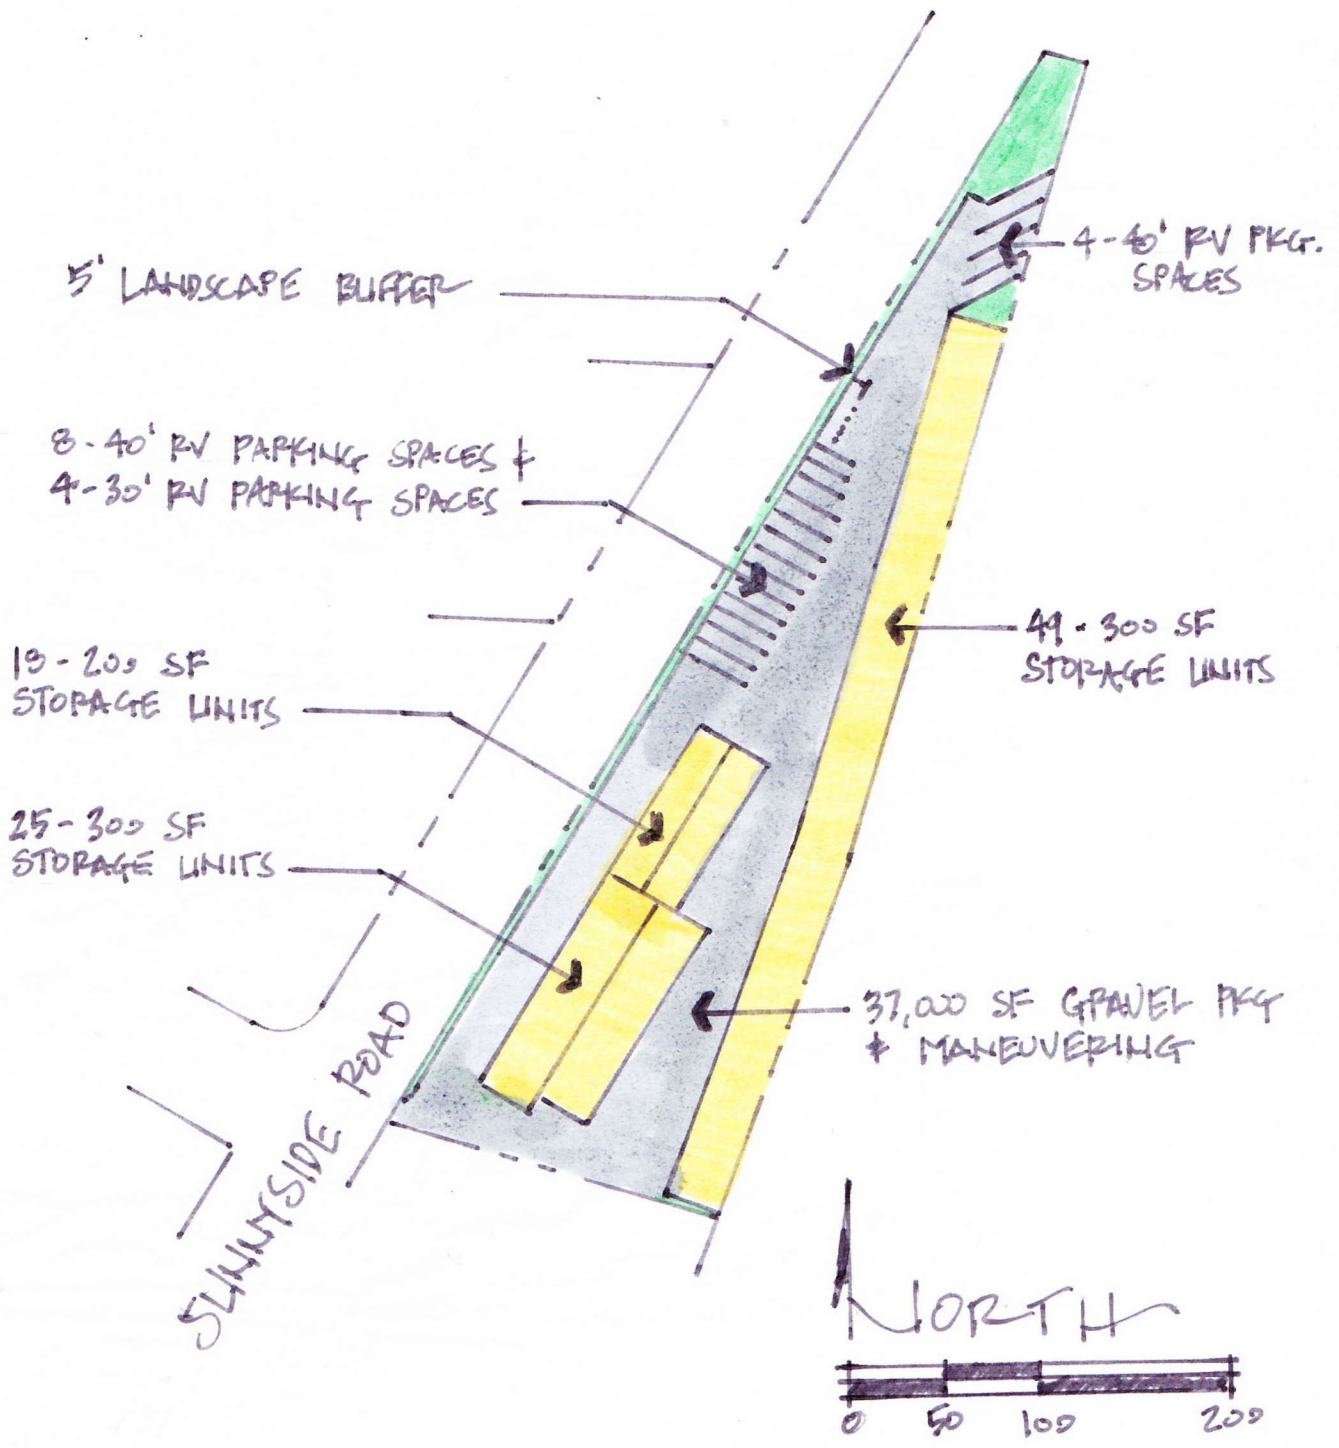 4-40' RV PKG.
SPACES
5' LANDSCAPE BUFFER
8-40' RV PARKING SPACES &
4-30' RV PARKING SPACES
49-300 SF
STORAGE UNITS
18-200 SF
STORAGE UNITS
25-300 SF
STORAGE UNITS
37,000 SF GRAVEL PKG
& MANEUVERING
SUNNYSIDE ROAD
NORTH
0 50 100 200